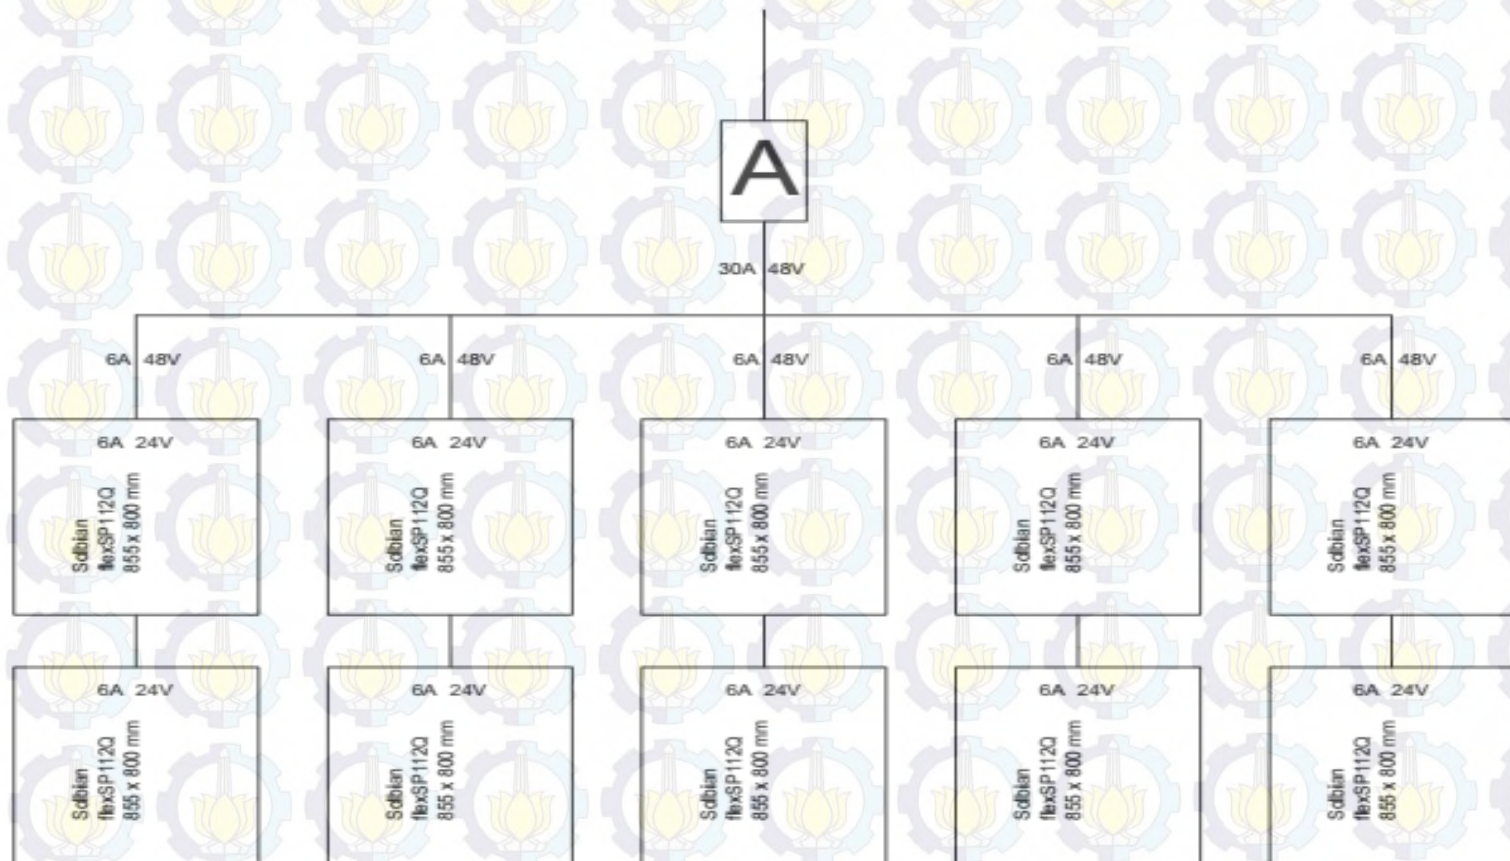 A
30A 48V
6A 48V
6A 48V
6A 48V
6A 48V
6A 48V
6A 24V
Solbian
flexSP112Q
855 x 800 mm
6A 24V
Solbian
flexSP112Q
855 x 800 mm
6A 24V
Solbian
flexSP112Q
855 x 800 mm
6A 24V
Solbian
flexSP112Q
855 x 800 mm
6A 24V
Solbian
flexSP112Q
855 x 800 mm
6A 24V
Solbian
flexSP112Q
855 x 800 mm
6A 24V
Solbian
flexSP112Q
855 x 800 mm
6A 24V
Solbian
flexSP112Q
855 x 800 mm
6A 24V
Solbian
flexSP112Q
855 x 800 mm
6A 24V
Solbian
flexSP112Q
855 x 800 mm